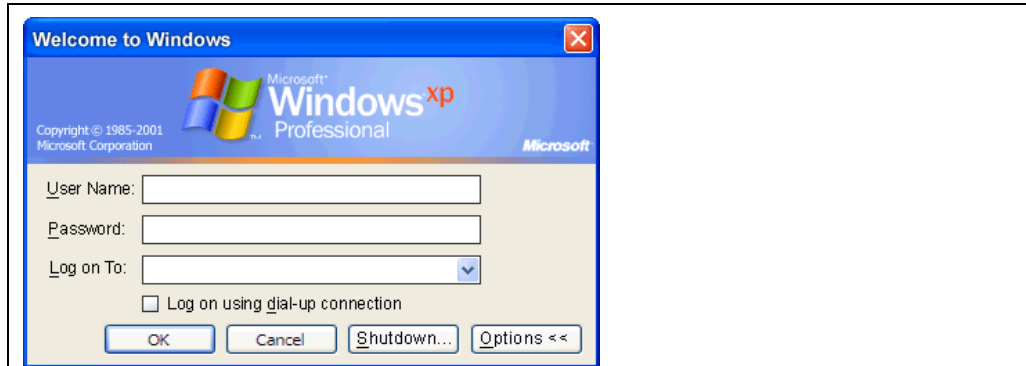 Welcome to Windows
Microsoft®
Windows xp
Professional
Copyright © 1985-2001
Microsoft Corporation
Microsoft
User Name:
Password:
Log on To:
Log on using dial-up connection
OK Cancel Shutdown... Options <<